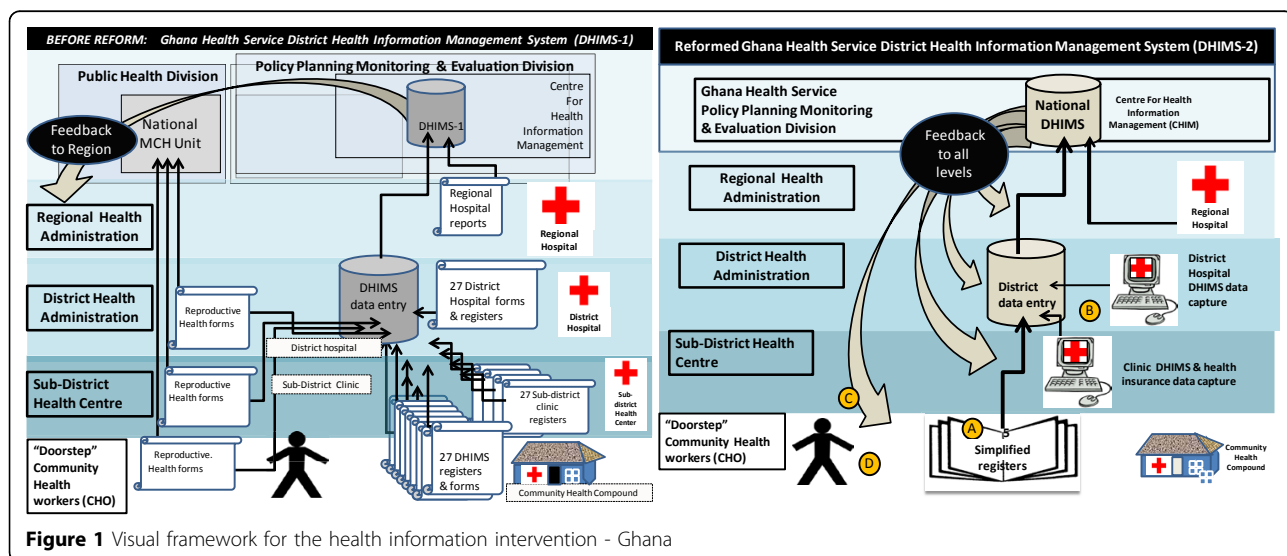 BEFORE REFORM: Ghana Health Service District Health Information Management System (DHIMS-1)
Public Health Division
Policy Planning Monitoring & Evaluation Division
Centre
For
Health
Information
Management
National
MCH Unit
DHIMS-1
Feedback
to Region
Regional Health
Administration
Regional
Hospital
reports
Regional
Hospital
District Health
Administration
Reproductive
Health forms
DHIMS
data entry
27 District
Hospital forms
& registers
District
Hospital
District hospital
Sub-District
Health Centre
Reproductive
Health forms
Sub-District Clinic
27 Sub-district
clinic
registers
Sub-
district
Health
Center
"Doorstep"
Community
Health
workers (CHO)
Reproductive.
Health forms
27 DHIMS
registers
& forms
Community Health Compound
Reformed Ghana Health Service District Health Information Management System (DHIMS-2)
Ghana Health Service
Policy Planning Monitoring
& Evaluation Division
National
DHIMS
Centre For Health
Information
Management (CHIM)
Feedback
to all
levels
Regional Health
Administration
Regional
Hospital
District Health
Administration
District
data entry
District
Hospital
DHIMS data
capture
B
Sub-District Health
Centre
Clinic DHIMS & health
insurance data capture
C
"Doorstep"
Community Health
workers (CHO)
D
A
Simplified
registers
Community
Health
Compound
Figure 1 Visual framework for the health information intervention - Ghana